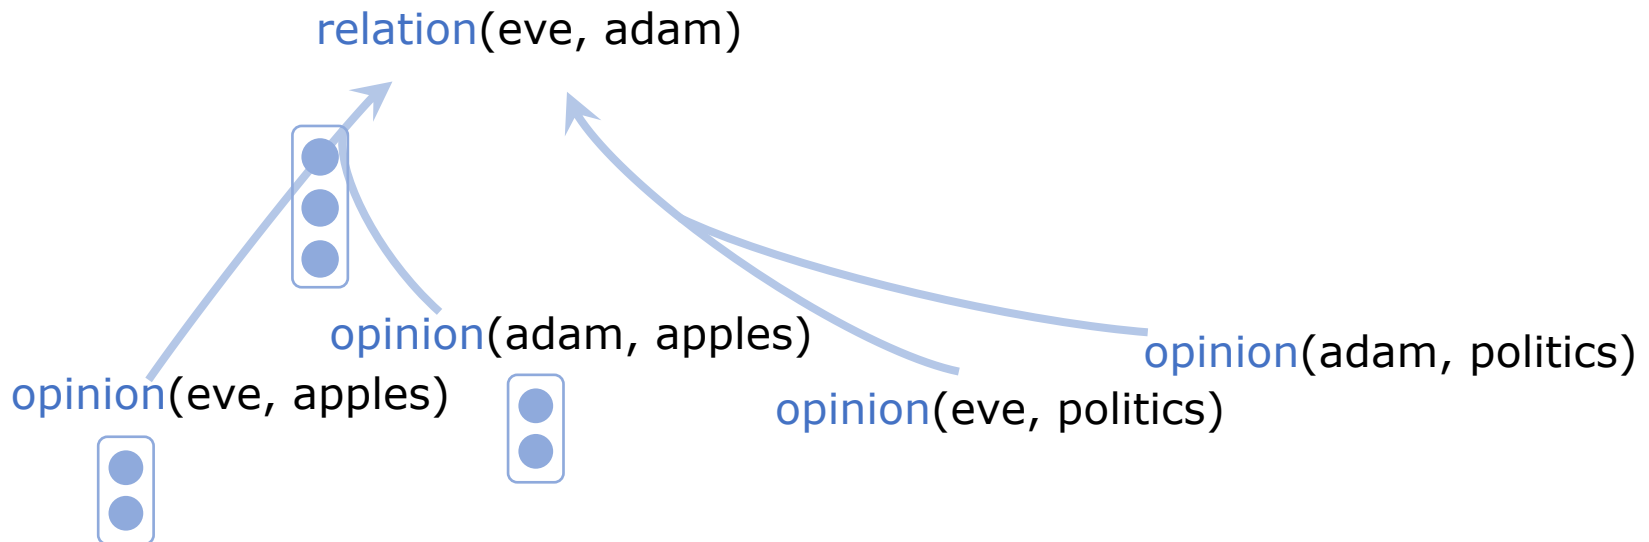 relation(eve, adam)
opinion(adam, apples)
opinion(adam, politics)
opinion(eve, apples)
opinion(eve, politics)